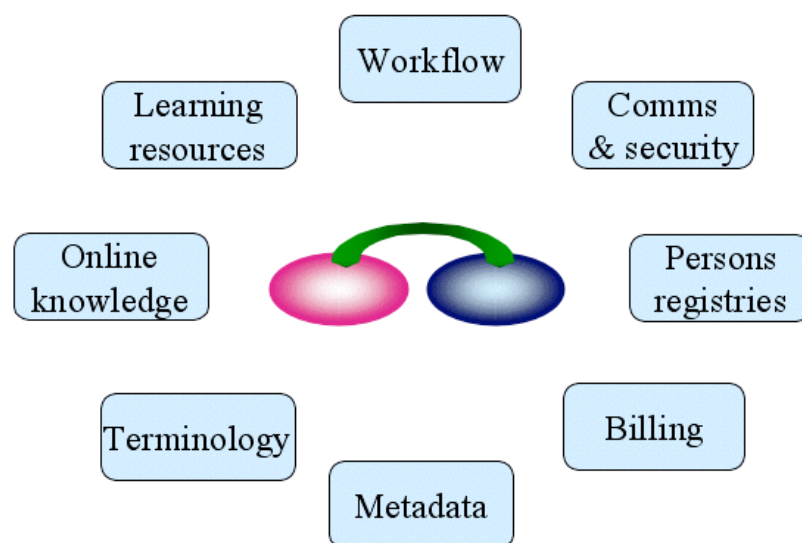 Workflow
Learning
resources
Comms
& security
Online
knowledge
Persons
registries
Terminology
Billing
Metadata